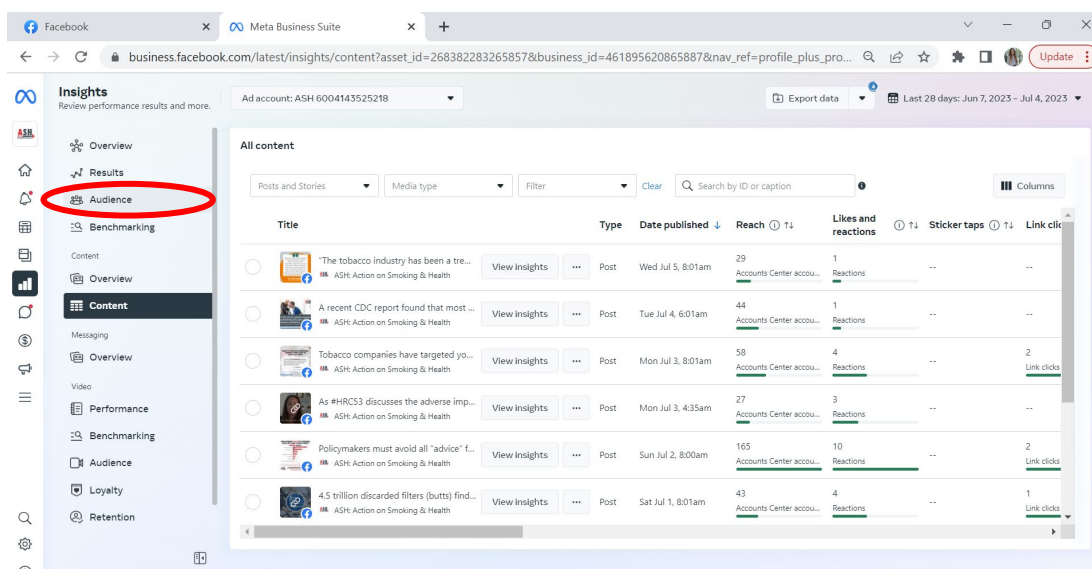 Facebook
Meta Business Suite
business.facebook.com/latest/insights/content?asset_id=268382283265857&business_id=461895620865887&nav_ref=profile_plus_pro...
Update
Insights
Review performance results and more.
Ad account: ASH 6004143525218
Export data
Last 28 days: Jun 7, 2023 – Jul 4, 2023
ASH.
Overview
Results
Audience
Benchmarking
Content
Overview
Content
Messaging
Overview
Video
Performance
Benchmarking
Audience
Loyalty
Retention
All content
Posts and Stories
Media type
Filter
Clear
Search by ID or caption
Columns
Title Type Date published ↓ Reach Likes and reactions Sticker taps Link clic
"The tobacco industry has been a tre... View insights ... Post Wed Jul 5, 8:01am 29 1 -- --
ASH: Action on Smoking & Health Accounts Center accou... Reactions
A recent CDC report found that most ... View insights ... Post Tue Jul 4, 6:01am 44 1 -- --
ASH: Action on Smoking & Health Accounts Center accou... Reactions
Tobacco companies have targeted yo... View insights ... Post Mon Jul 3, 8:01am 58 4 -- 2
ASH: Action on Smoking & Health Accounts Center accou... Reactions Link clicks
As #HRC53 discusses the adverse imp... View insights ... Post Mon Jul 3, 4:35am 27 3 -- --
ASH: Action on Smoking & Health Accounts Center accou... Reactions
Policymakers must avoid all "advice" f... View insights ... Post Sun Jul 2, 8:00am 165 10 -- 2
ASH: Action on Smoking & Health Accounts Center accou... Reactions Link clicks
4.5 trillion discarded filters (butts) find... View insights ... Post Sat Jul 1, 8:01am 43 4 -- 1
ASH: Action on Smoking & Health Accounts Center accou... Reactions Link clicks